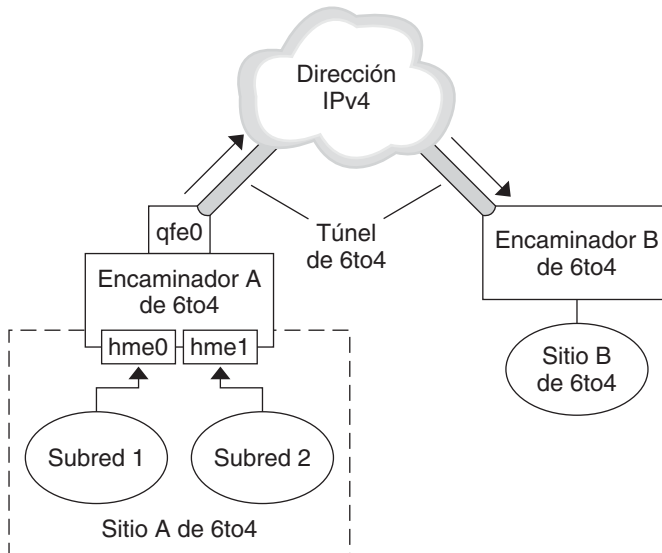 Dirección
IPv4
qfe0
Túnel
de 6to4
Encaminador A
de 6to4
Encaminador B
de 6to4
hme0
hme1
Sitio B
de 6to4
Subred 1
Subred 2
Sitio A de 6to4